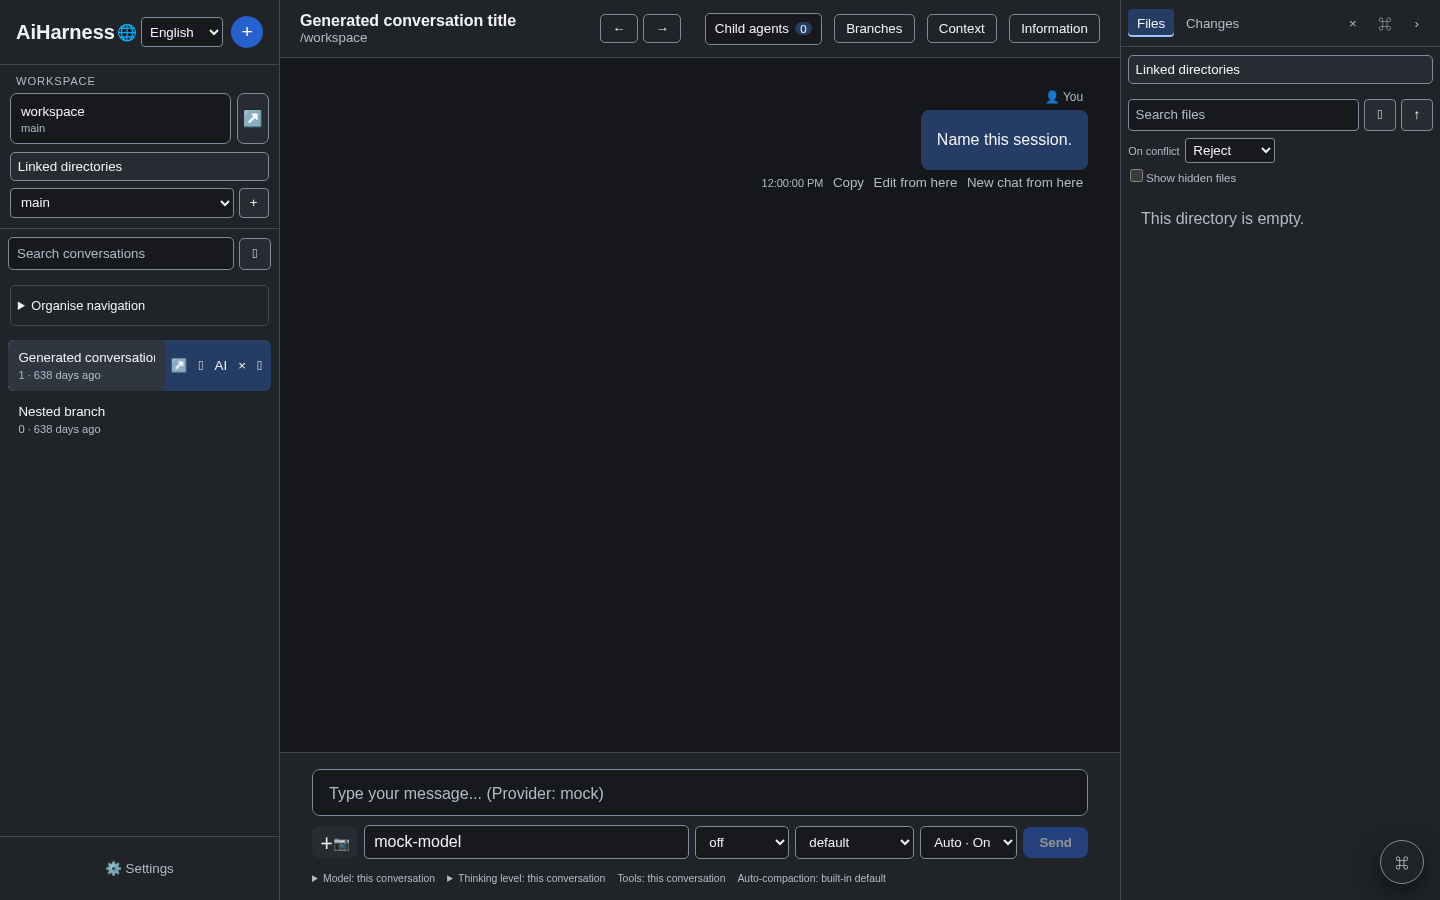 AiHarness
English
+
WORKSPACE
workspace
main
Linked directories
main
+
Search conversations
Organise navigation
Generated conversation
1 · 638 days ago
AI ×
Nested branch
0 · 638 days ago
Settings
Generated conversation title
/workspace
← →
Child agents 0
Branches
Context
Information
You
Name this session.
12:00:00 PM Copy Edit from here New chat from here
Type your message... (Provider: mock)
+
mock-model
off
default
Auto · On
Send
Model: this conversation
Thinking level: this conversation
Tools: this conversation
Auto-compaction: built-in default
Files
Changes
× ⌘ ›
Linked directories
Search files
↑
On conflict Reject
Show hidden files
This directory is empty.
⌘